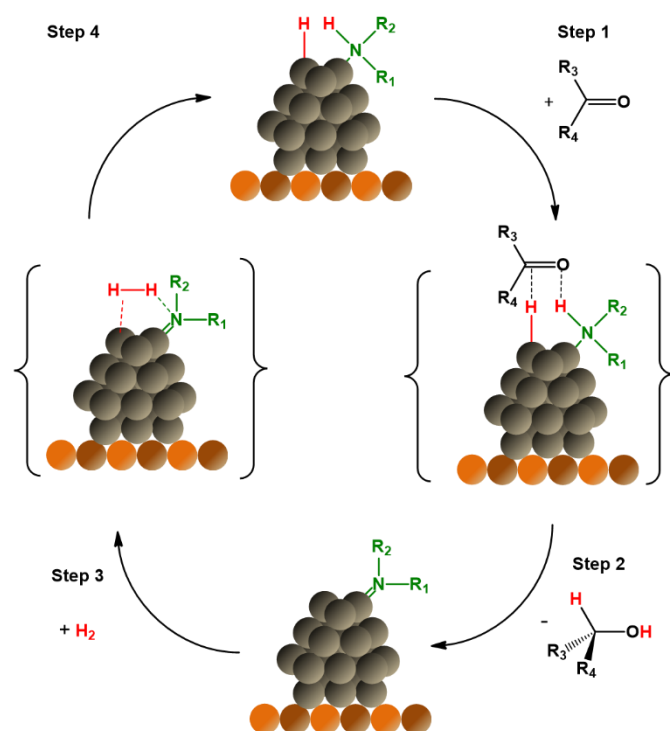 Step 4
H H R2
N
R1
Step 1
R3
+ O
R4
R3
O
R4
H H R2
N
R1
R2
H H
N R1
Step 2
H
- OH
R3
R4
Step 3
+ H2
R2
N R1